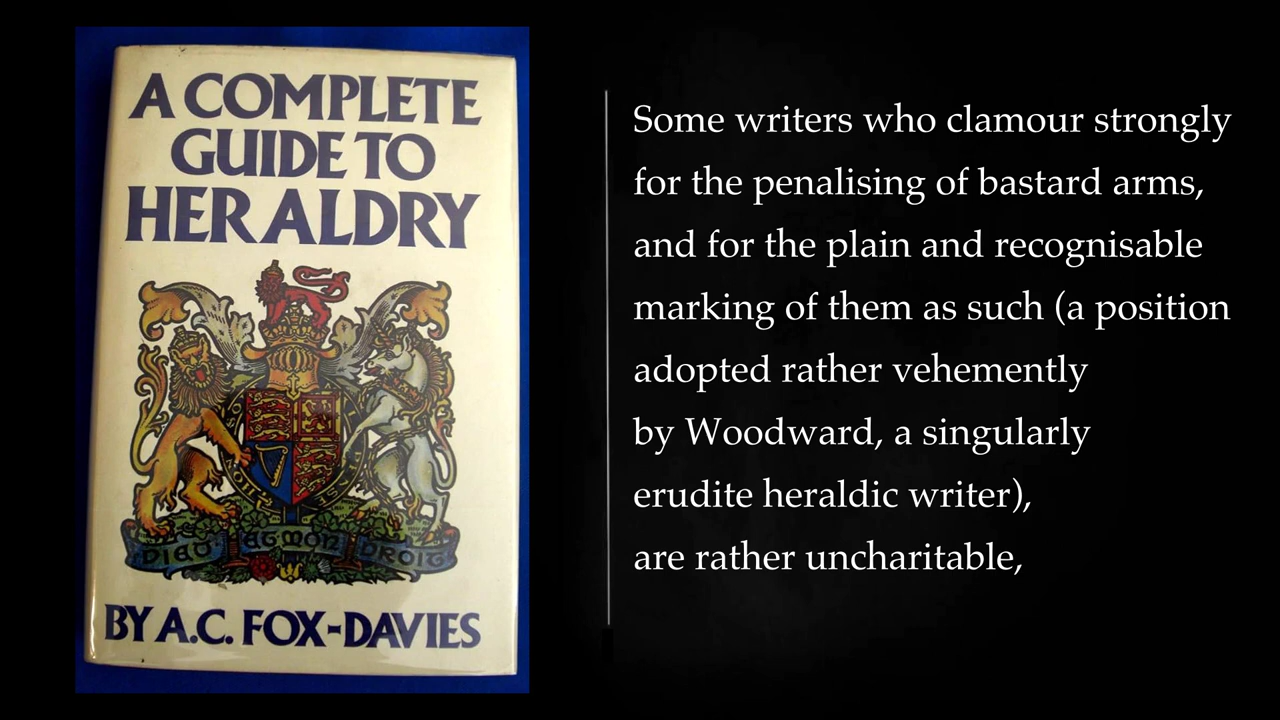 A COMPLETE
GUIDE TO
HERALDRY
DIEU ET MON DROIT
BY A.C. FOX-DAVIES
Some writers who clamour strongly
for the penalising of bastard arms,
and for the plain and recognisable
marking of them as such (a position
adopted rather vehemently
by Woodward, a singularly
erudite heraldic writer),
are rather uncharitable,